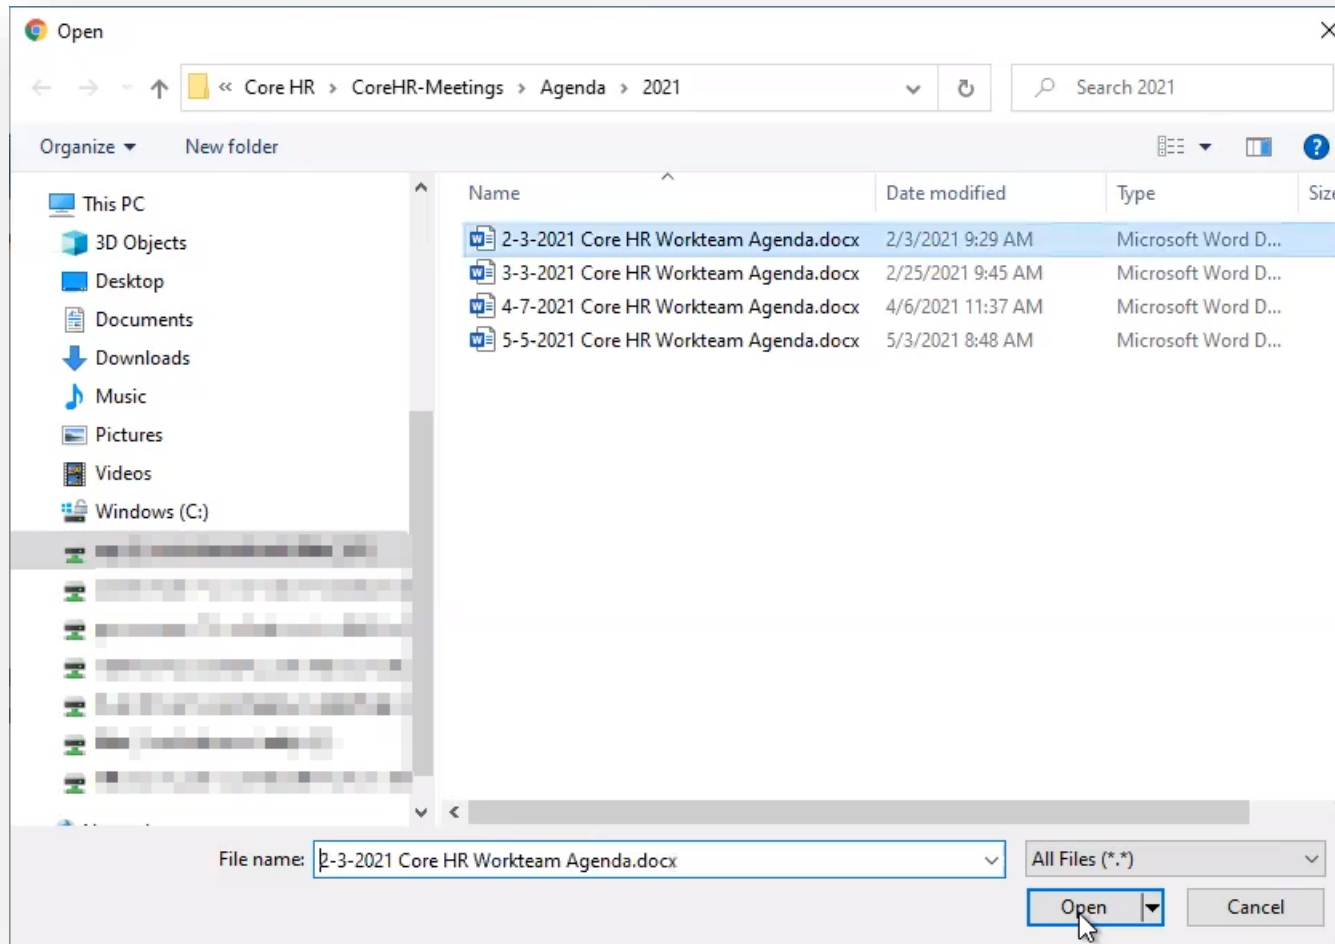 Open
« Core HR › CoreHR-Meetings › Agenda › 2021
Search 2021
Organize
New folder
?
Name
Date modified
Type
This PC
3D Objects
Desktop
Documents
Downloads
Music
Pictures
Videos
Windows (C:)
2-3-2021 Core HR Workteam Agenda.docx 2/3/2021 9:29 AM Microsoft Word D...
3-3-2021 Core HR Workteam Agenda.docx 2/25/2021 9:45 AM Microsoft Word D...
4-7-2021 Core HR Workteam Agenda.docx 4/6/2021 11:37 AM Microsoft Word D...
5-5-2021 Core HR Workteam Agenda.docx 5/3/2021 8:48 AM Microsoft Word D...
File name: 2-3-2021 Core HR Workteam Agenda.docx
All Files (*.*)
Open
Cancel